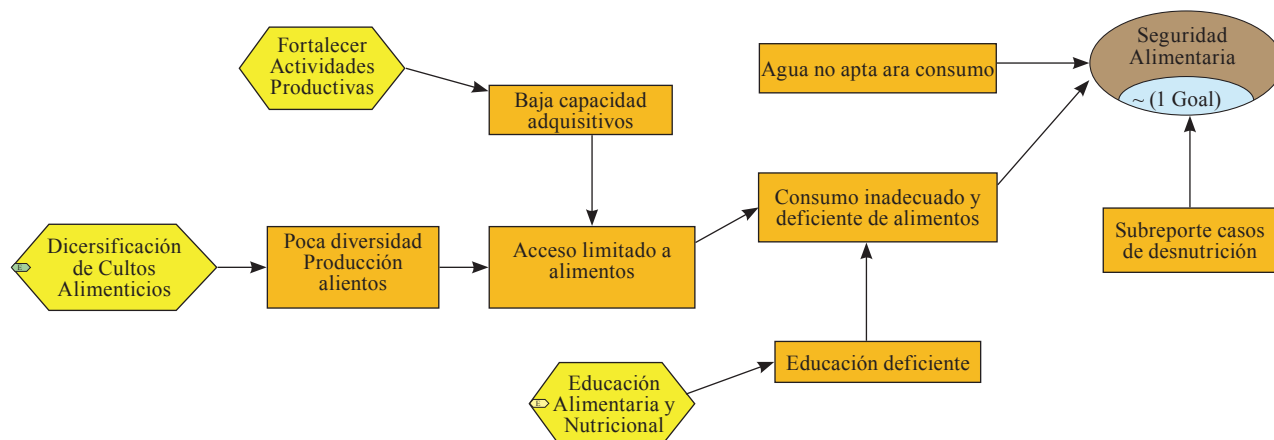 Fortalecer
Actividades
Productivas
Agua no apta ara consumo
Seguridad
Alimentaria
~ (1 Goal)
Baja capacidad
adquisitivos
Dicersificación
de Cultos
Alimenticios
E
Poca diversidad
Producción
alientos
Acceso limitado a
alimentos
Consumo inadecuado y
deficiente de alimentos
Subreporte casos
de desnutrición
Educación deficiente
Educación
Alimentaria y
Nutricional
E